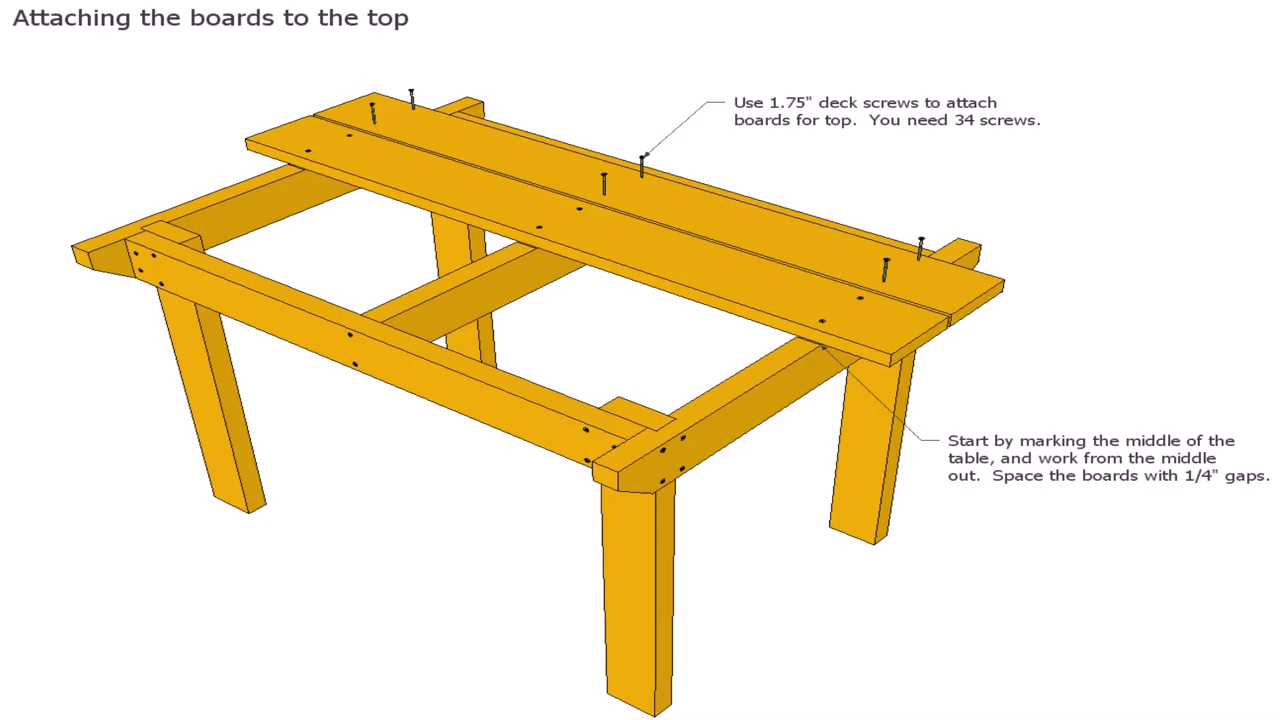 Attaching the boards to the top
Use 1.75" deck screws to attach
boards for top.  You need 34 screws.
Start by marking the middle of the
table, and work from the middle
out.  Space the boards with 1/4" gaps.